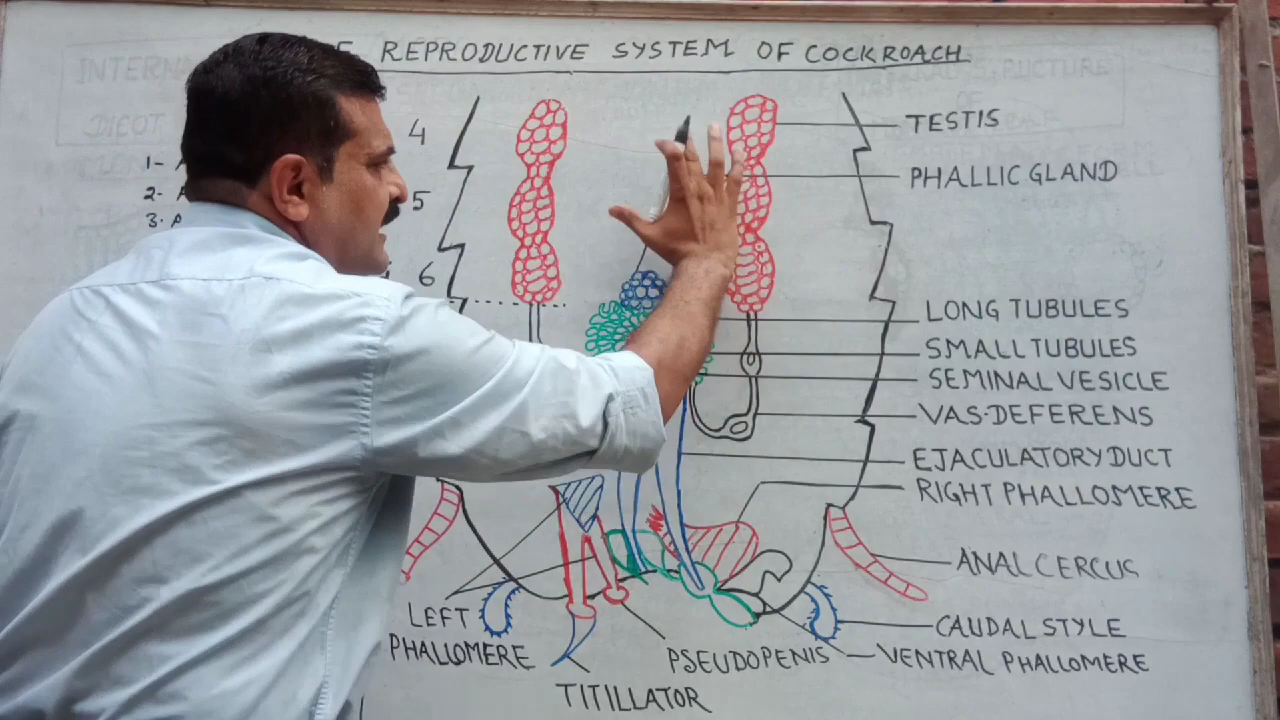 REPRODUCTIVE SYSTEM OF COCKROACH
4
5
6
1-
2-
3-
TESTIS
PHALLIC GLAND
LONG TUBULES
SMALL TUBULES
SEMINAL VESICLE
VAS-DEFERENS
EJACULATORY DUCT
RIGHT PHALLOMERE
ANAL CERCUS
CAUDAL STYLE
VENTRAL PHALLOMERE
LEFT
PHALLOMERE
PSEUDOPENIS
TITILLATOR